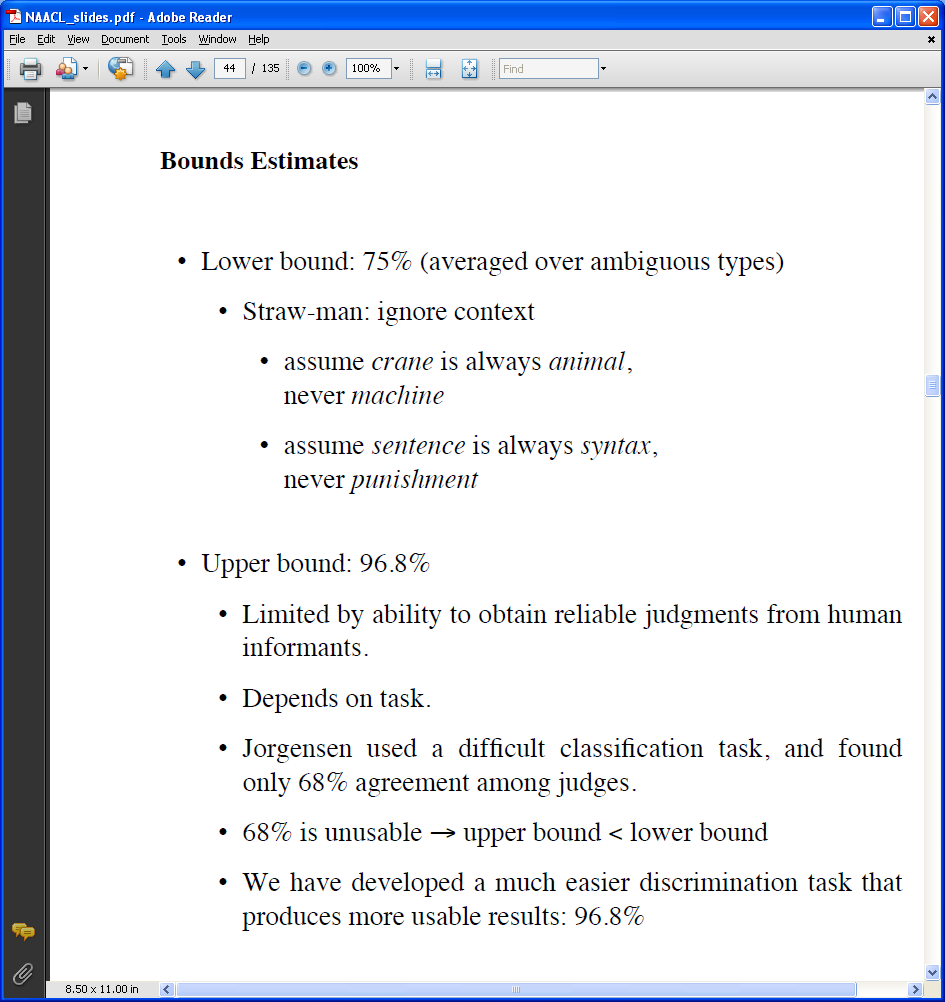 NAACL_slides.pdf - Adobe Reader
File Edit View Document Tools Window Help
44 / 135 100% Find
Bounds Estimates
• Lower bound: 75% (averaged over ambiguous types)
• Straw-man: ignore context
• assume crane is always animal,
never machine
• assume sentence is always syntax,
never punishment
• Upper bound: 96.8%
• Limited by ability to obtain reliable judgments from human
informants.
• Depends on task.
• Jorgensen used a difficult classification task, and found
only 68% agreement among judges.
• 68% is unusable → upper bound < lower bound
• We have developed a much easier discrimination task that
produces more usable results: 96.8%
8.50 x 11.00 in